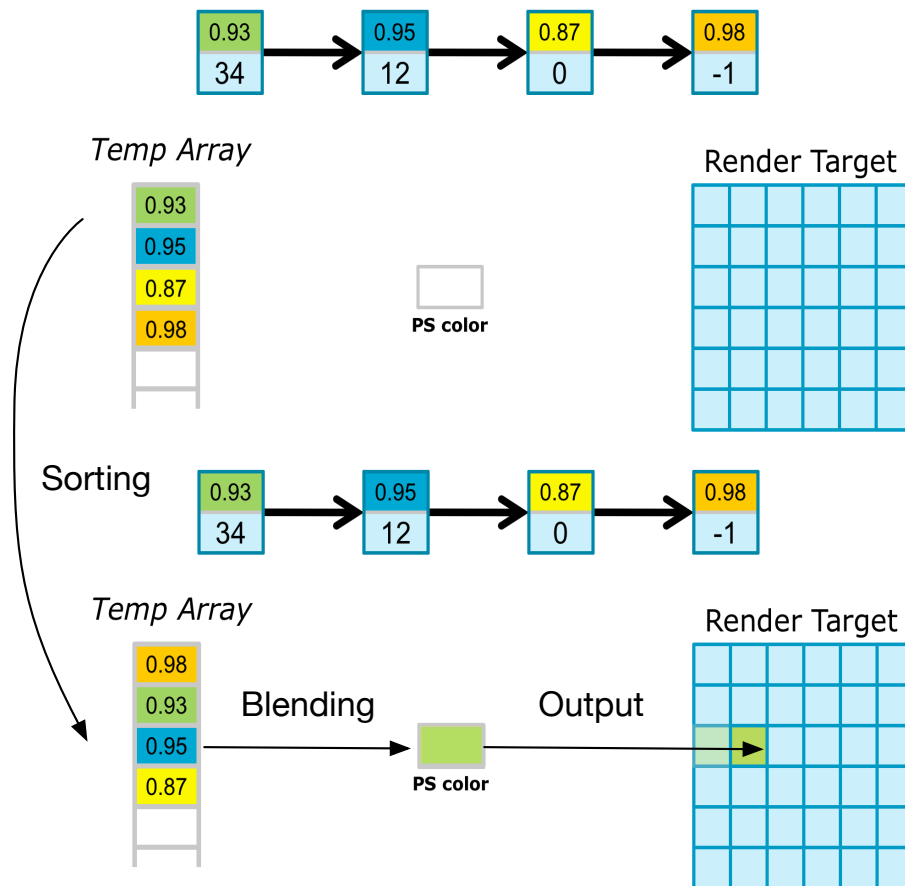 0.93 0.95 0.87 0.98
34 12 0 -1
Temp Array
Render Target
0.93
0.95
0.87
0.98
PS color
Sorting
0.93 0.95 0.87 0.98
34 12 0 -1
Temp Array
Render Target
0.98
0.93
0.95
0.87
Blending
Output
PS color